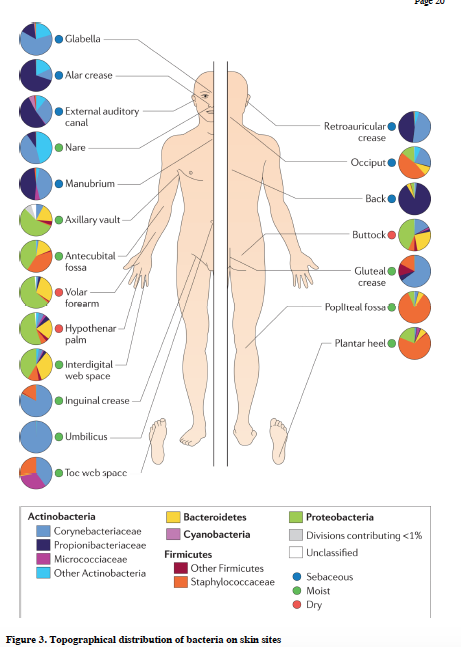 Page 20
Glabella
Alar crease
External auditory
canal
Nare
Manubrium
Axillary vault
Antecubital
fossa
Volar
forearm
Hypothenar
palm
Interdigital
web space
Inguinal crease
Umbilicus
Toe web space
Retroauricular
crease
Occiput
Back
Buttock
Gluteal
crease
Popliteal fossa
Plantar heel
Actinobacteria
Corynebacteriaceae
Propionibacteriaceae
Micrococciaceae
Other Actinobacteria
Bacteroidetes
Cyanobacteria
Firmicutes
Other Firmicutes
Staphylococcaceae
Proteobacteria
Divisions contributing <1%
Unclassified
Sebaceous
Moist
Dry
Figure 3. Topographical distribution of bacteria on skin sites